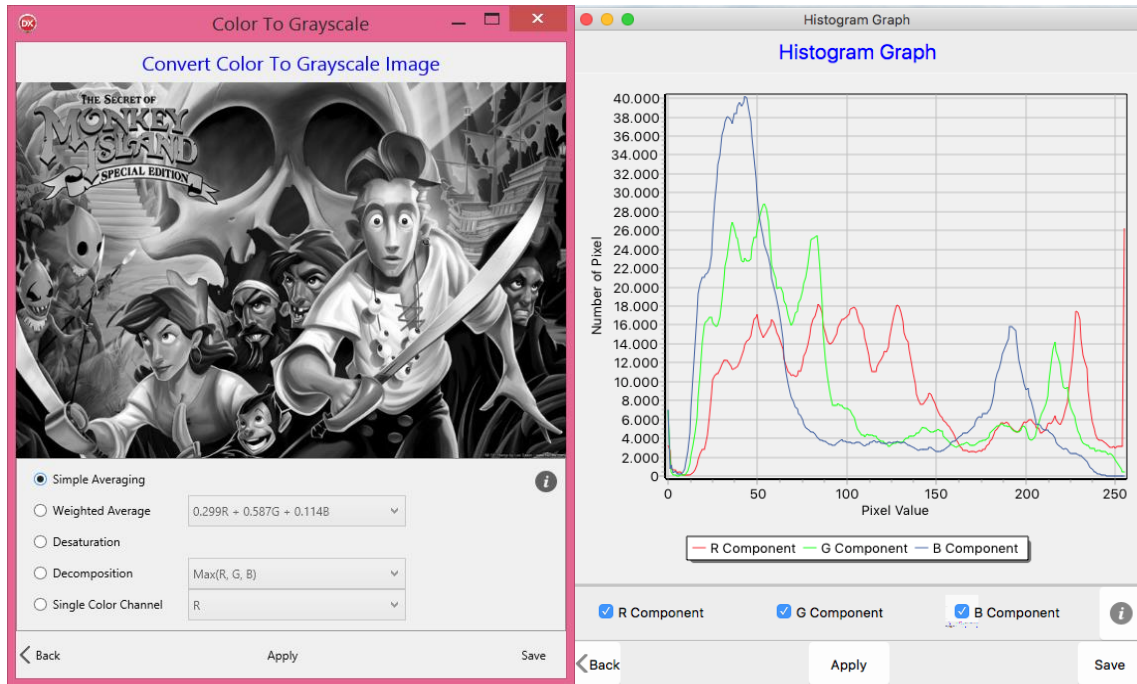 Color To Grayscale
Convert Color To Grayscale Image
THE SECRET OF
MONKEY
ISLAND
SPECIAL EDITION
Simple Averaging
Weighted Average
0.299R + 0.587G + 0.114B
Desaturation
Decomposition
Max(R, G, B)
Single Color Channel
R
Back
Apply
Save
Histogram Graph
Histogram Graph
Number of Pixel
40.000
38.000
36.000
34.000
32.000
30.000
28.000
26.000
24.000
22.000
20.000
18.000
16.000
14.000
12.000
10.000
8.000
6.000
4.000
2.000
0
0 50 100 150 200 250
Pixel Value
R Component G Component B Component
R Component G Component B Component
Back Apply Save